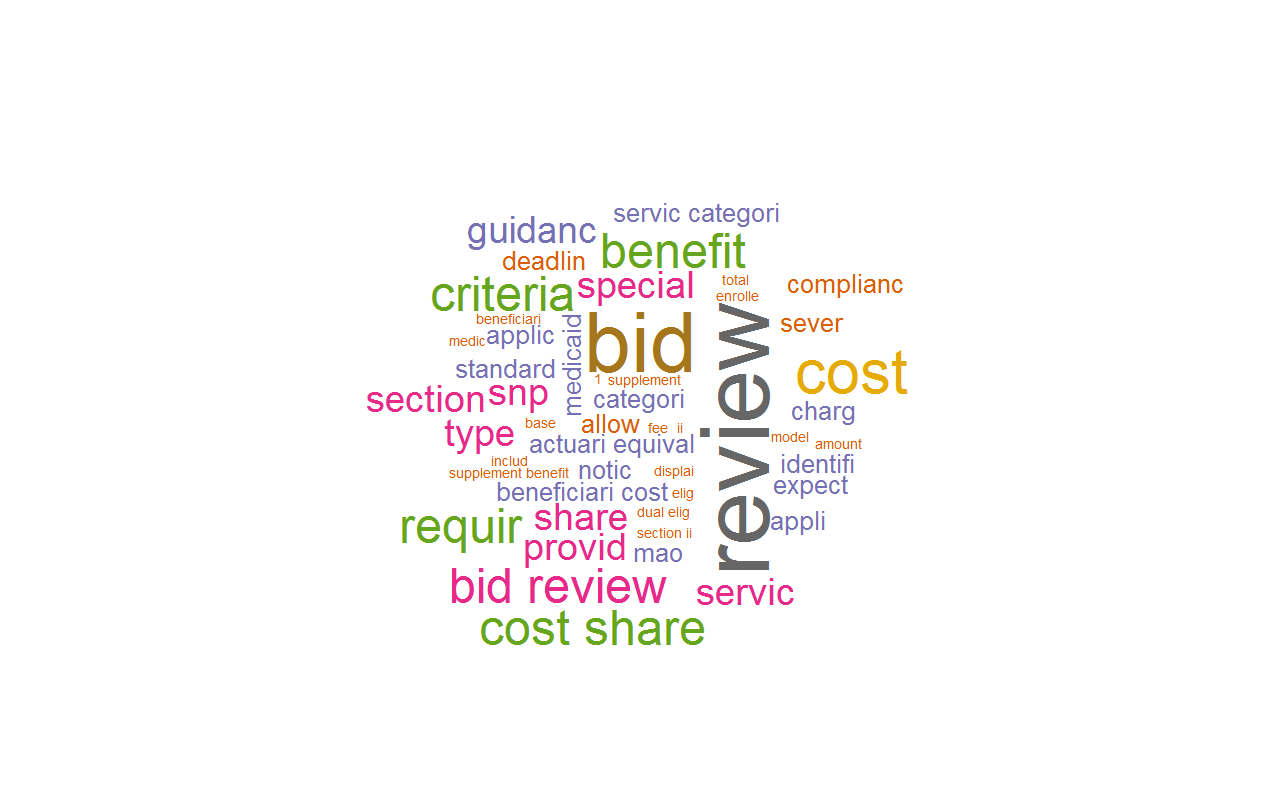 servic categori
guidanc
benefit
deadlin
special
total
complianc
criteria
enrolle
beneficiari
sever
medic
applic
medicaid
bid
review
standard
1
supplement
cost
section
snp
categori
charg
base
allow
fee
ii
type
actuari equival
model
amount
includ
supplement benefit
notic
displai
identifi
beneficiari cost
elig
expect
requir
share
dual elig
appli
section ii
provid
mao
bid review
servic
cost share